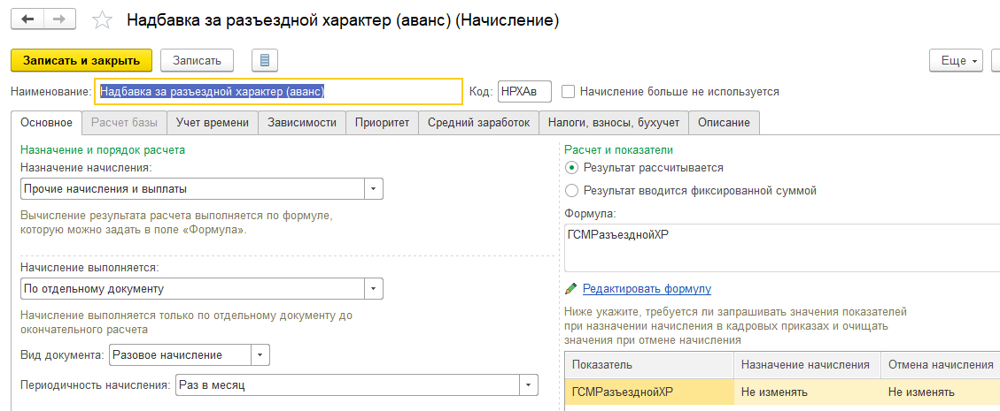 Надбавка за разъездной характер (аванс) (Начисление)
Записать и закрыть
Записать
Еще
Наименование: Надбавка за разъездной характер (аванс)
Код: НРХАв
Начисление больше не используется
Основное
Расчет базы
Учет времени
Зависимости
Приоритет
Средний заработок
Налоги, взносы, бухучет
Описание
Назначение и порядок расчета
Назначение начисления:
Прочие начисления и выплаты
Вычисление результата расчета выполняется по формуле,
которую можно задать в поле «Формула».
Начисление выполняется:
По отдельному документу
Начисление выполняется только по отдельному документу до
окончательного расчета
Вид документа: Разовое начисление
Периодичность начисления: Раз в месяц
Расчет и показатели
Результат рассчитывается
Результат вводится фиксированной суммой
Формула:
ГСМРазъезднойХР
Редактировать формулу
Ниже укажите, требуется ли запрашивать значения показателей
при назначении начисления в кадровых приказах и очищать
значения при отмене начисления
Показатель Назначение начисления Отмена начисления
ГСМРазъезднойХР Не изменять Не изменять